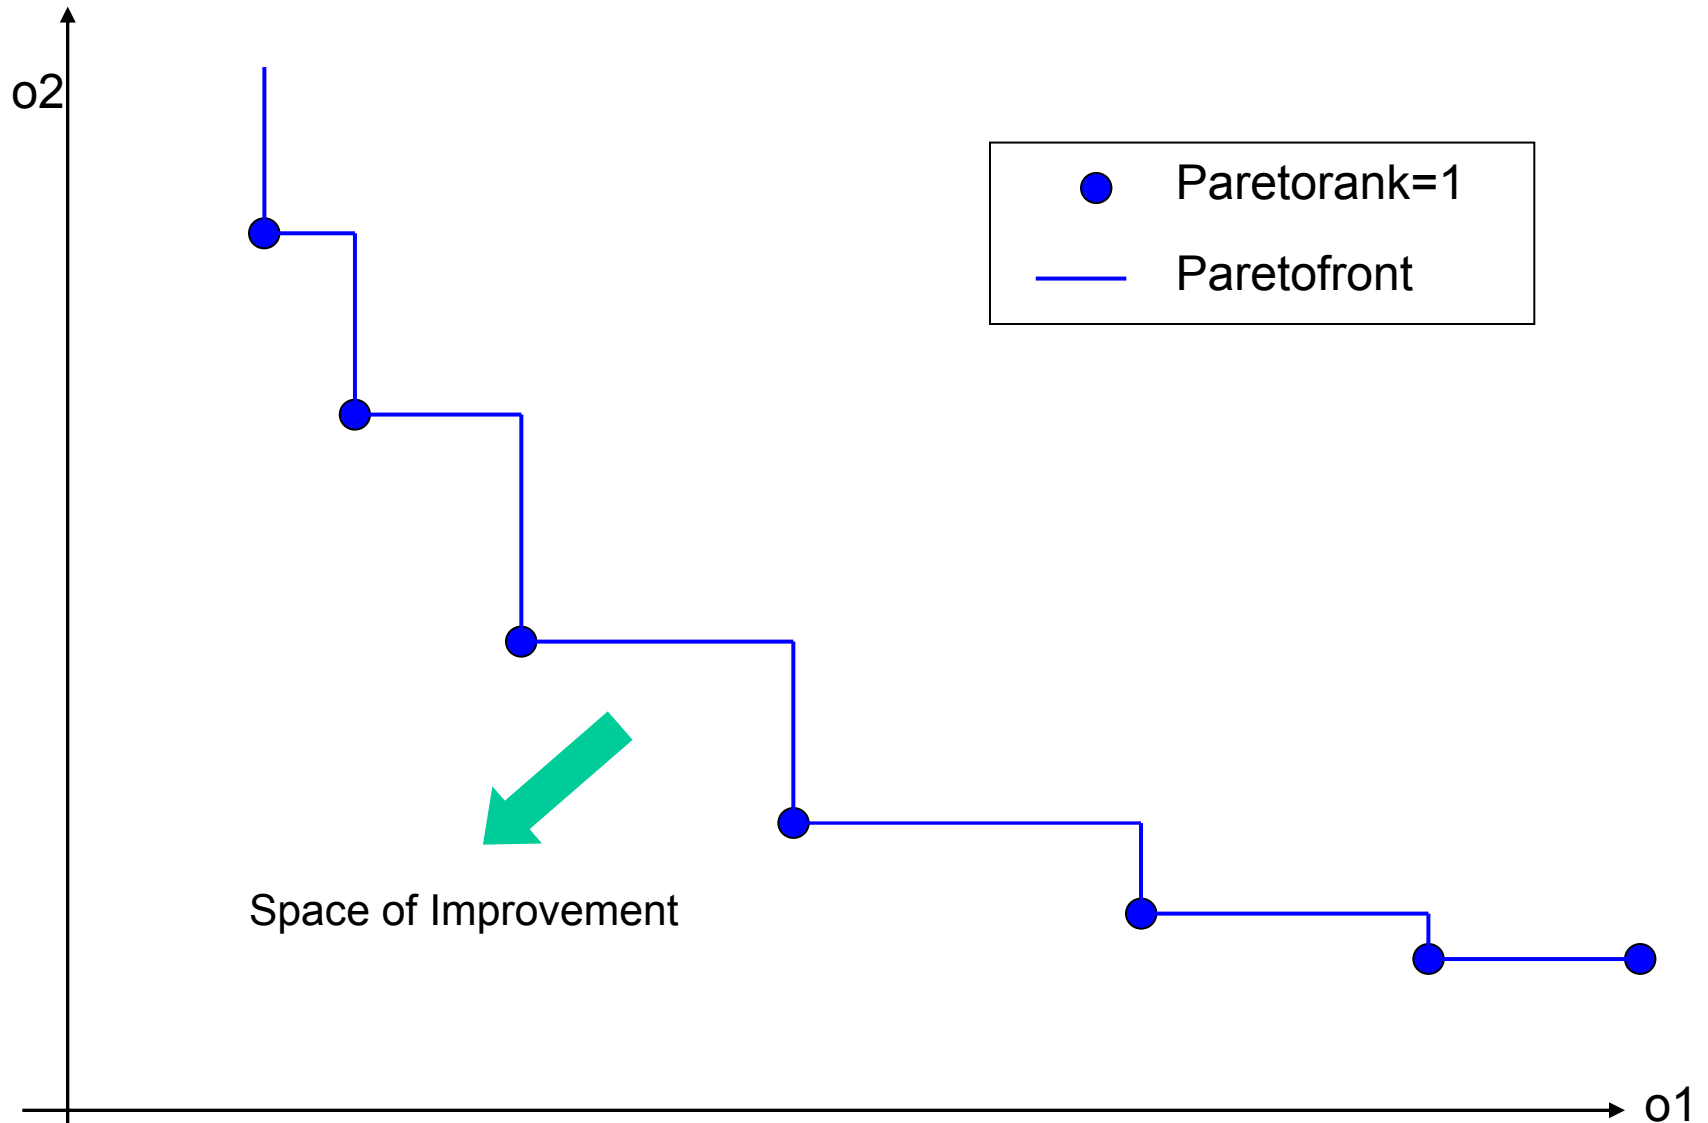 o2
Paretorank=1
Paretofront
Space of Improvement
o1